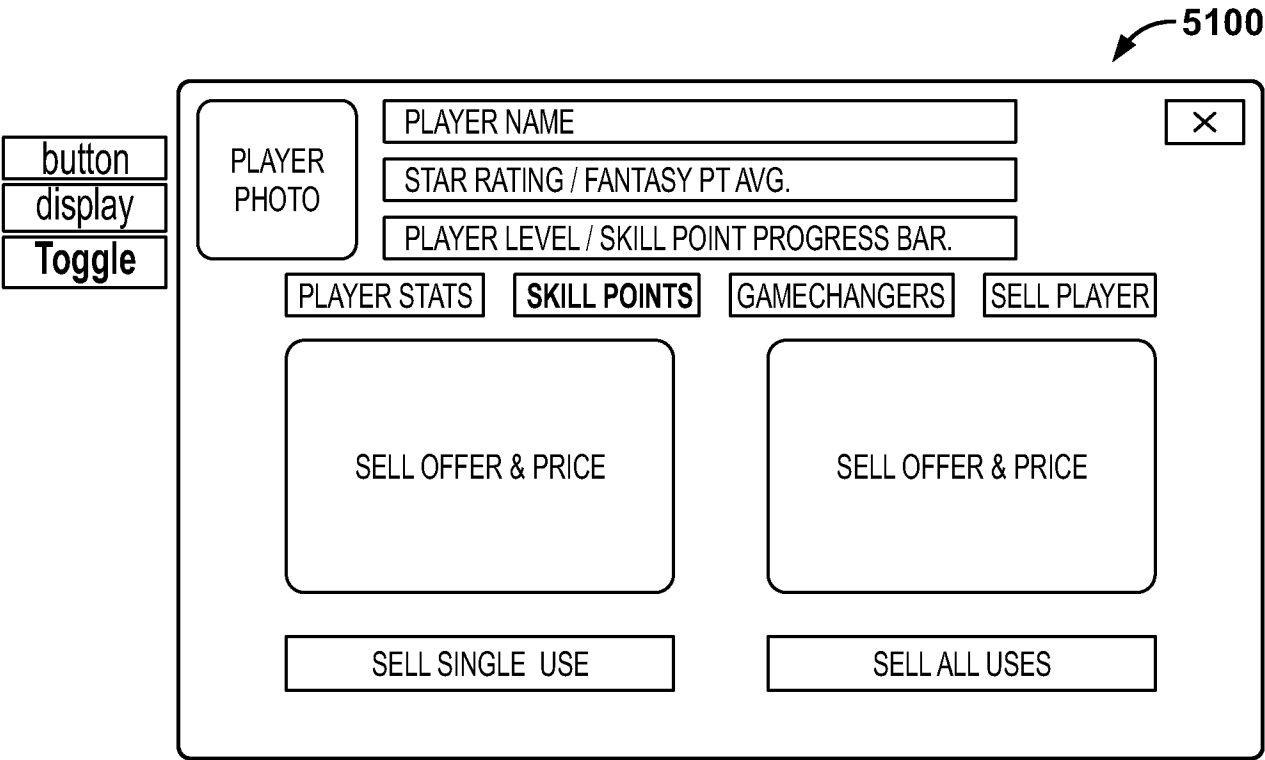 5100
button
display
Toggle
PLAYER
PHOTO
PLAYER NAME
STAR RATING / FANTASY PT AVG.
PLAYER LEVEL / SKILL POINT PROGRESS BAR.
X
PLAYER STATS
SKILL POINTS
GAMECHANGERS
SELL PLAYER
SELL OFFER & PRICE
SELL OFFER & PRICE
SELL SINGLE USE
SELL ALL USES